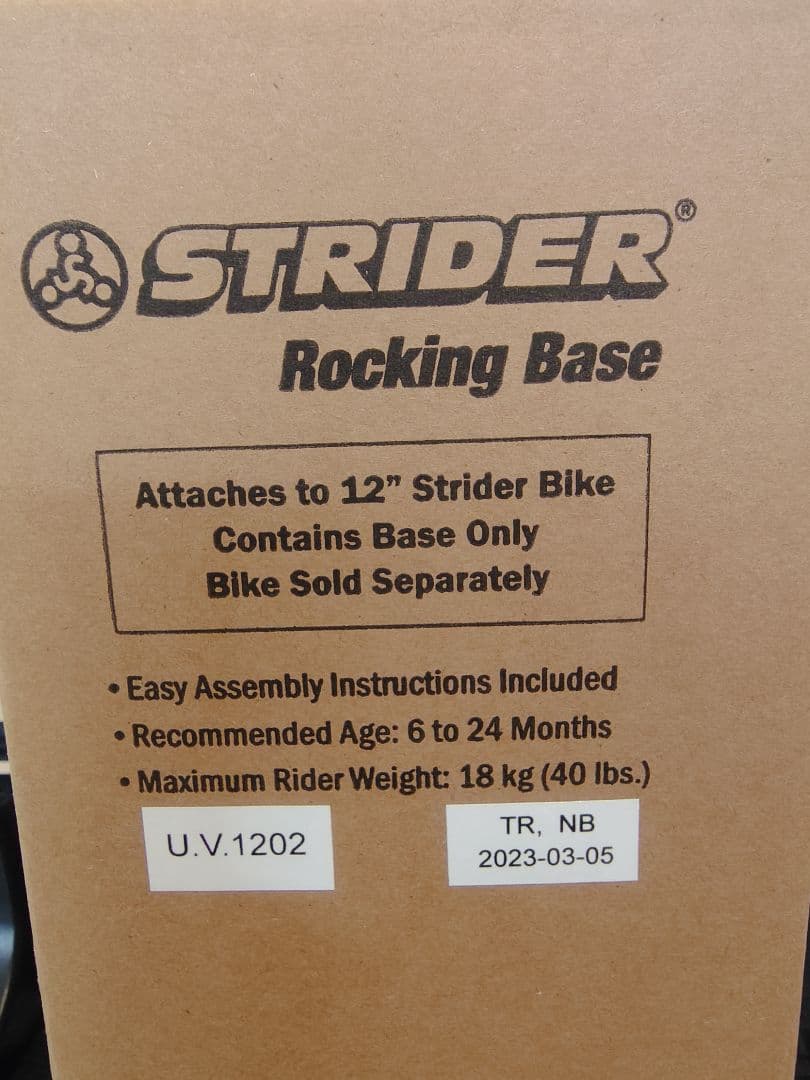 STRIDER®
Rocking Base
Attaches to 12” Strider Bike
Contains Base Only
Bike Sold Separately
• Easy Assembly Instructions Included
• Recommended Age: 6 to 24 Months
• Maximum Rider Weight: 18 kg (40 lbs.)
U.V.1202
TR, NB
2023-03-05